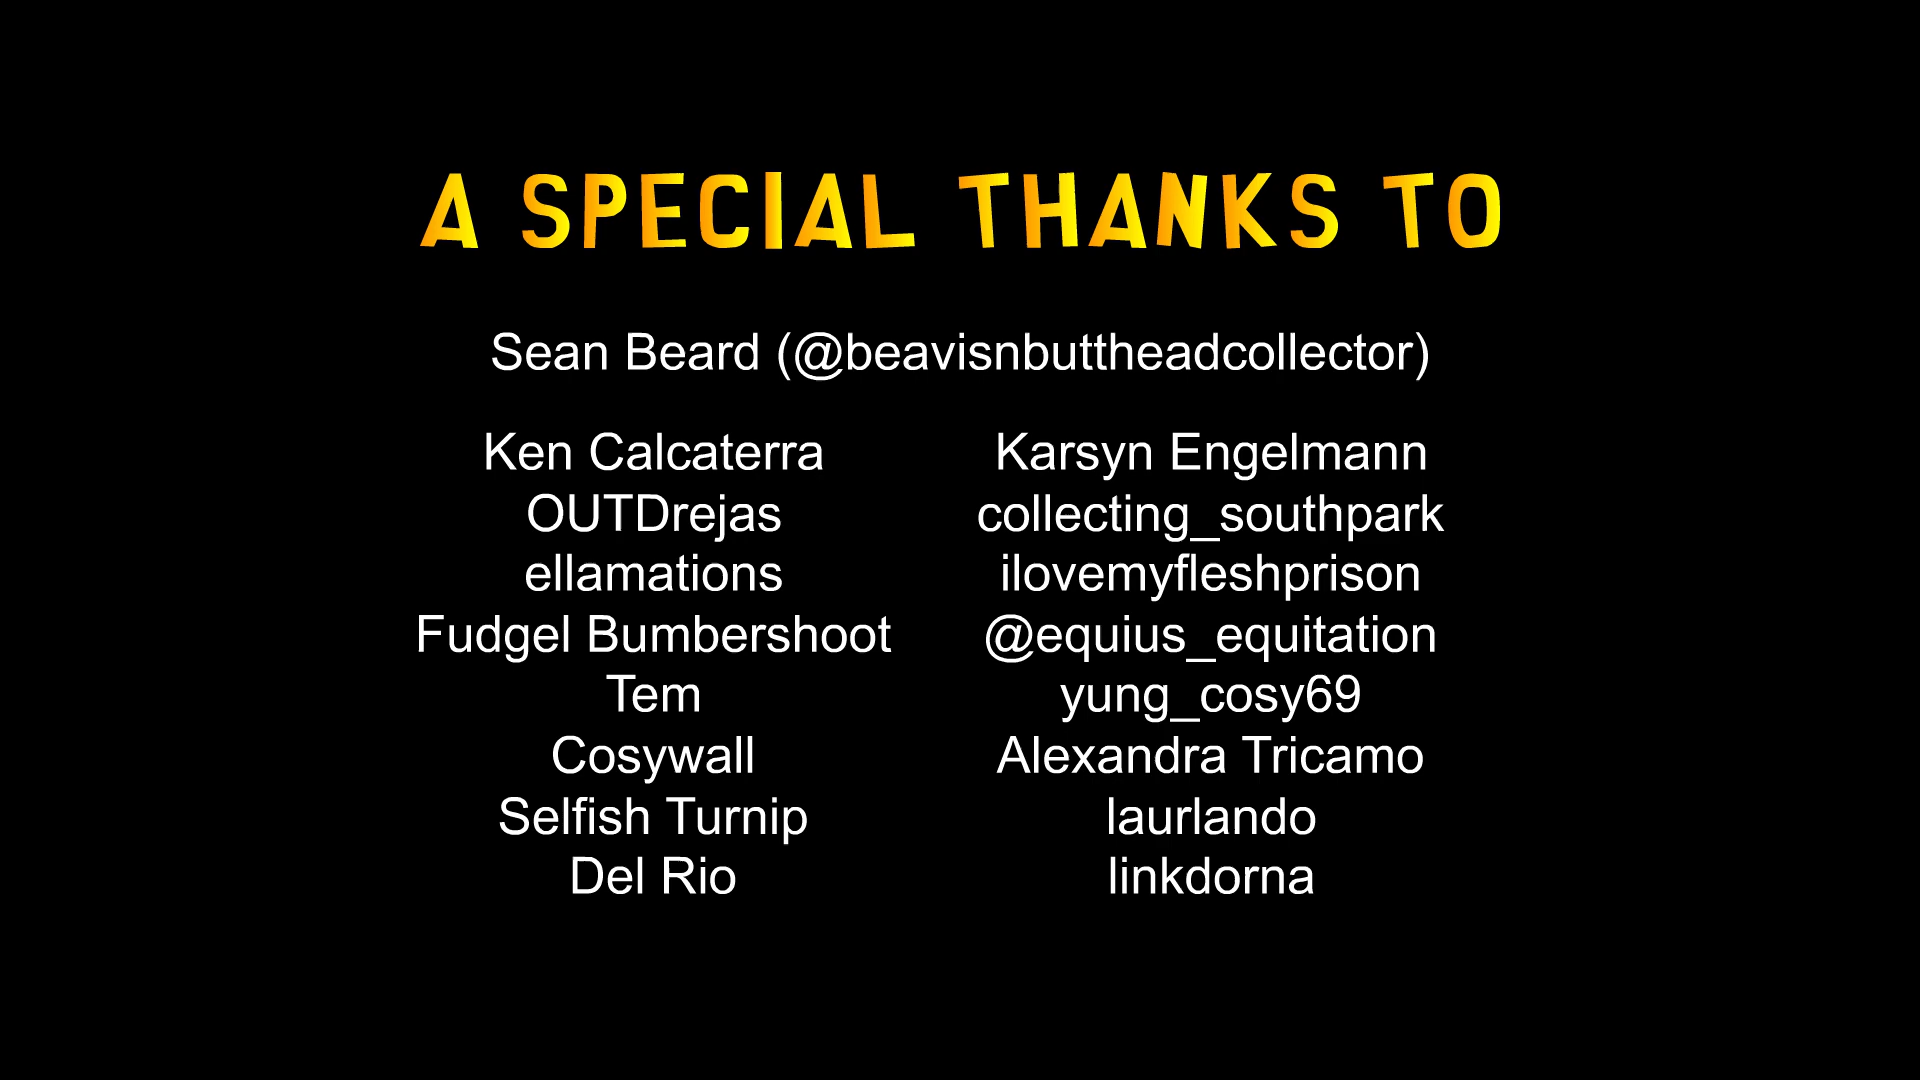 A SPECIAL THANKS TO
Sean Beard (@beavisnbuttheadcollector)
Ken Calcaterra
OUTDrejas
ellamations
Fudgel Bumbershoot
Tem
Cosywall
Selfish Turnip
Del Rio
Karsyn Engelmann
collecting_southpark
ilovemyfleshprison
@equius_equitation
yung_cosy69
Alexandra Tricamo
laurlando
linkdorna